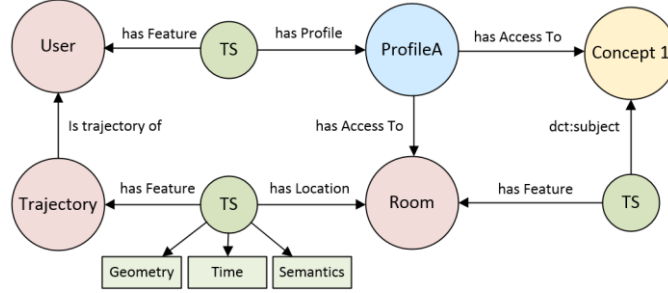 User
has Feature
TS
has Profile
ProfileA
has Access To
Concept 1
Is trajectory of
has Access To
dct:subject
Trajectory
has Feature
TS
has Location
Room
has Feature
TS
Geometry
Time
Semantics